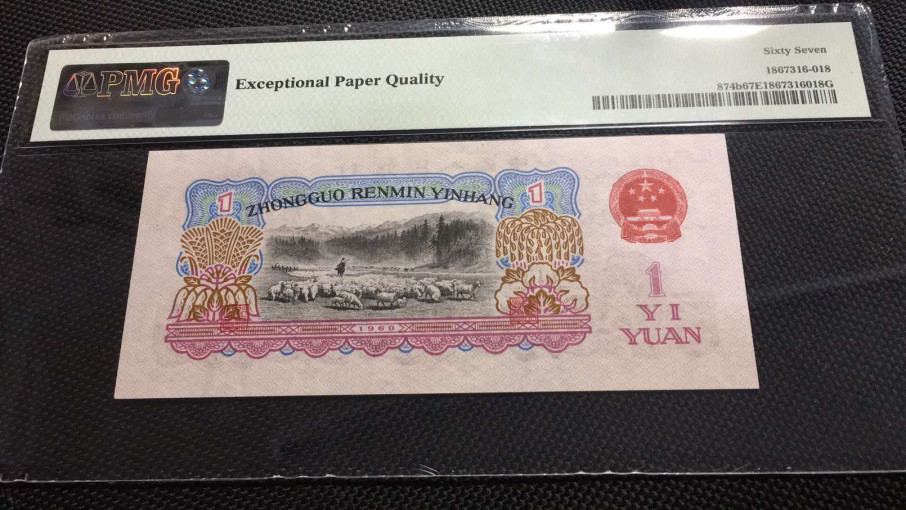 PMG
Exceptional Paper Quality
Sixty Seven
1867316-018
874b67E1867316018G
1
1
ZHONGGUO RENMIN YINHANG
1960
1
YI
YUAN